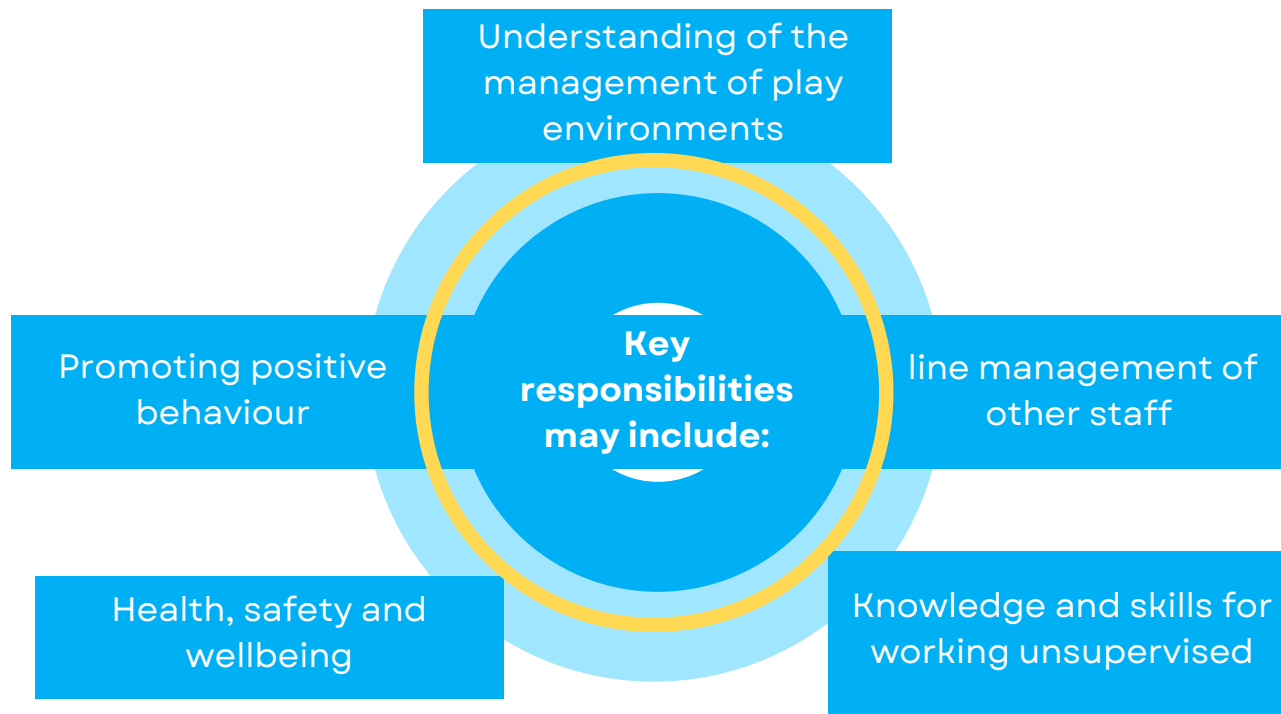 Understanding of the
management of play
environments
Promoting positive
behaviour
Key
responsibilities
may include:
line management of
other staff
Health, safety and
wellbeing
Knowledge and skills for
working unsupervised